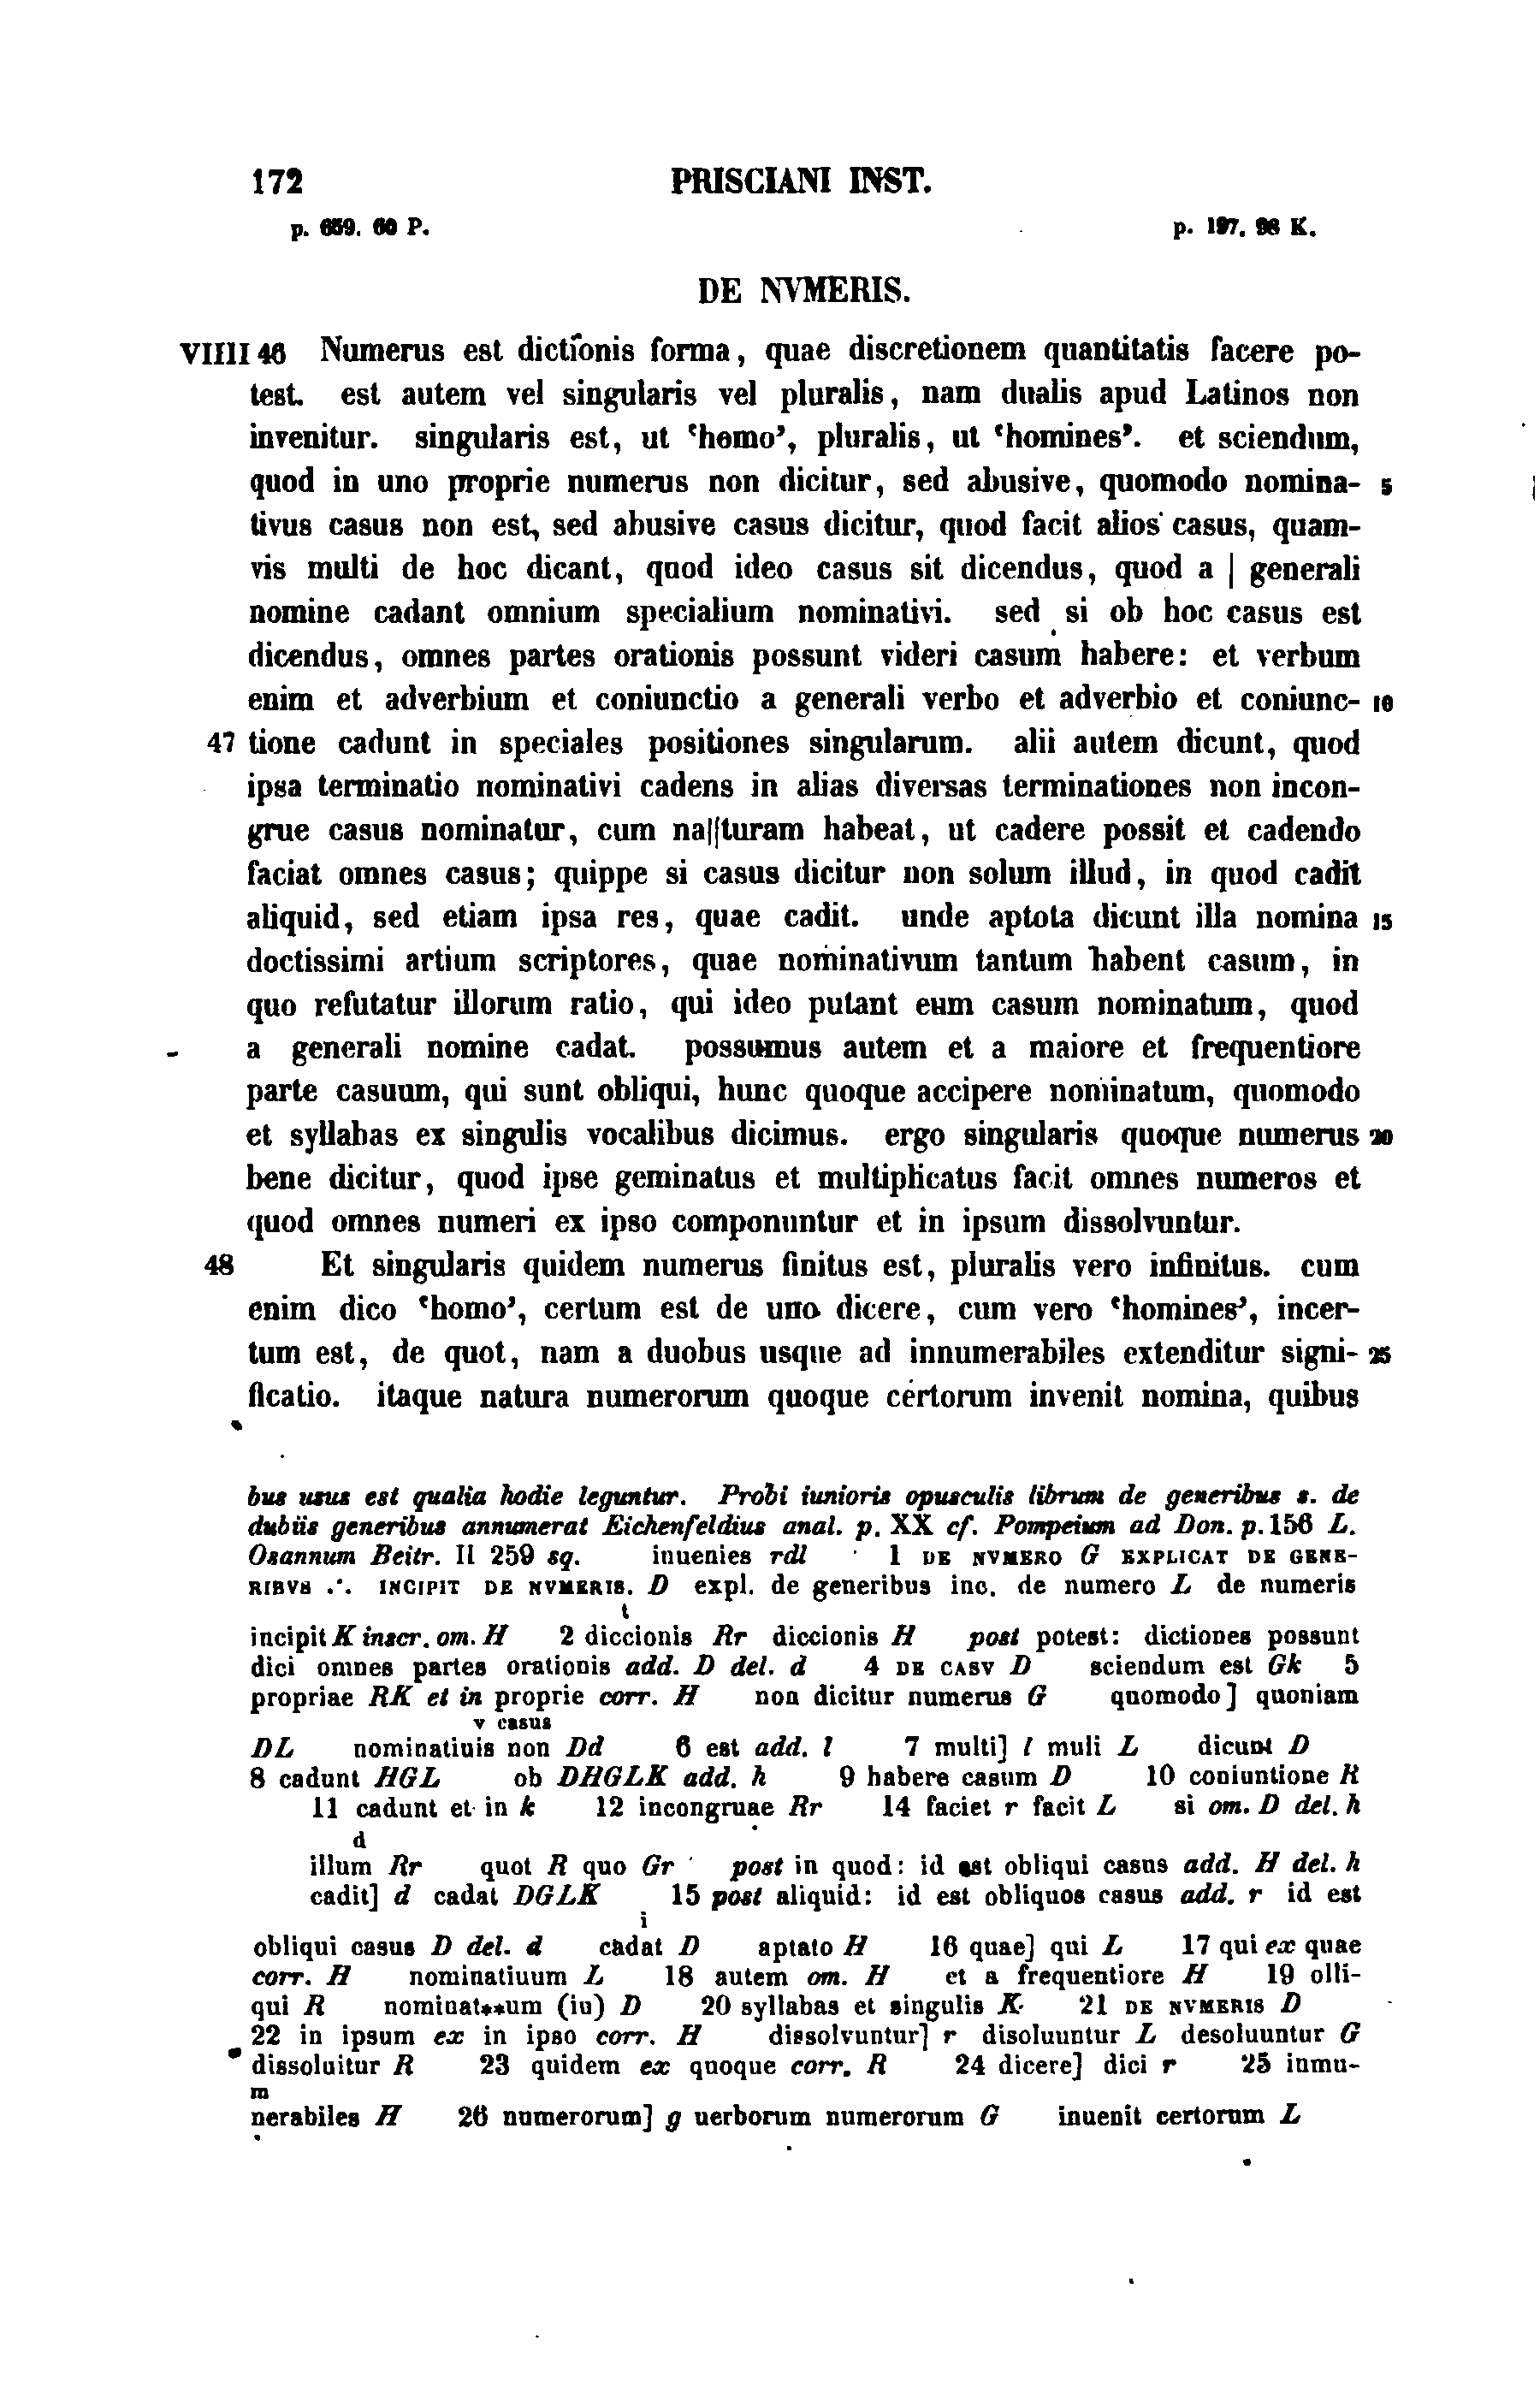 172 PRISCIANI INST.
p. 659. 60 P. p. 197. 98 K.
DE NVMERIS.
VIIII 46 Numerus est dictionis forma, quae discretionem quantitatis facere po-
test. est autem vel singularis vel pluralis, nam dualis apud Latinos non
invenitur. singularis est, ut ‘homo’, pluralis, ut ‘homines’. et sciendum,
quod in uno proprie numerus non dicitur, sed abusive, quomodo nomina- 5
tivus casus non est, sed abusive casus dicitur, quod facit alios casus, quam-
vis multi de hoc dicant, quod ideo casus sit dicendus, quod a | generali
nomine cadant omnium specialium nominativi. sed si ob hoc casus est
dicendus, omnes partes orationis possunt videri casum habere: et verbum
enim et adverbium et coniunctio a generali verbo et adverbio et coniunc- 10
47 tione cadunt in speciales positiones singularum. alii autem dicunt, quod
ipsa terminatio nominativi cadens in alias diversas terminationes non incon-
grue casus nominatur, cum na||turam habeat, ut cadere possit et cadendo
faciat omnes casus; quippe si casus dicitur non solum illud, in quod cadit
aliquid, sed etiam ipsa res, quae cadit. unde aptota dicunt illa nomina 15
doctissimi artium scriptores, quae nominativum tantum habent casum, in
quo refutatur illorum ratio, qui ideo putant eum casum nominatum, quod
a generali nomine cadat. possumus autem et a maiore et frequentiore
parte casuum, qui sunt obliqui, hunc quoque accipere nominatum, quomodo
et syllabas ex singulis vocalibus dicimus. ergo singularis quoque numerus 20
bene dicitur, quod ipse geminatus et multiplicatus facit omnes numeros et
quod omnes numeri ex ipso componuntur et in ipsum dissolvuntur.
48 Et singularis quidem numerus finitus est, pluralis vero infinitus. cum
enim dico ‘homo’, certum est de uno dicere, cum vero ‘homines’, incer-
tum est, de quot, nam a duobus usque ad innumerabiles extenditur signi- 25
ficatio. itaque natura numerorum quoque certorum invenit nomina, quibus
bus usus est qualia hodie leguntur. Probi iunioris opusculis librum de generibus s. de
dubiis generibus annumerat Eichenfeldius anal. p. XX cf. Pompeium ad Don. p. 156 L.
Osannum Beitr. II 259 sq. inuenies rdl 1 DE NVMERO G EXPLICAT DE GENE-
RIBVS .·. INCIPIT DE NVMERIS. D expl. de generibus inc. de numero L de numeris
t
incipit K inscr. om. H 2 diccionis Rr diccionis H post potest: dictiones possunt
dici omnes partes orationis add. D del. d 4 DE CASV D sciendum est Gk 5
propriae RK et in proprie corr. H non dicitur numerus G quomodo] quoniam
v casus
DL nominatiuis non Dd 6 est add. l 7 multi] l muli L dicunt D
8 cadunt HGL ob DHGLK add. h 9 habere casum D 10 coniuntione R
11 cadunt et in k 12 incongruae Rr 14 faciet r facit L si om. D del. h
d
illum Rr quot R quo Gr post in quod: id est obliqui casus add. H del. h
cadit] d cadat DGLK 15 post aliquid: id est obliquos casus add. r id est
i
obliqui casus D del. d cadat D aptato H 16 quae] qui L 17 qui ex quae
corr. H nominatiuum L 18 autem om. H et a frequentiore H 19 olli-
qui R nominat**um (iu) D 20 syllabas et singulis K 21 DE NVMERIS D
22 in ipsum ex in ipso corr. H dissolvuntur] r disoluuntur L desoluuntur G
dissoluitur R 23 quidem ex quoque corr. R 24 dicere] dici r 25 inmu-
m
nerabiles H 26 numerorum] g uerborum numerorum G inuenit certorum L